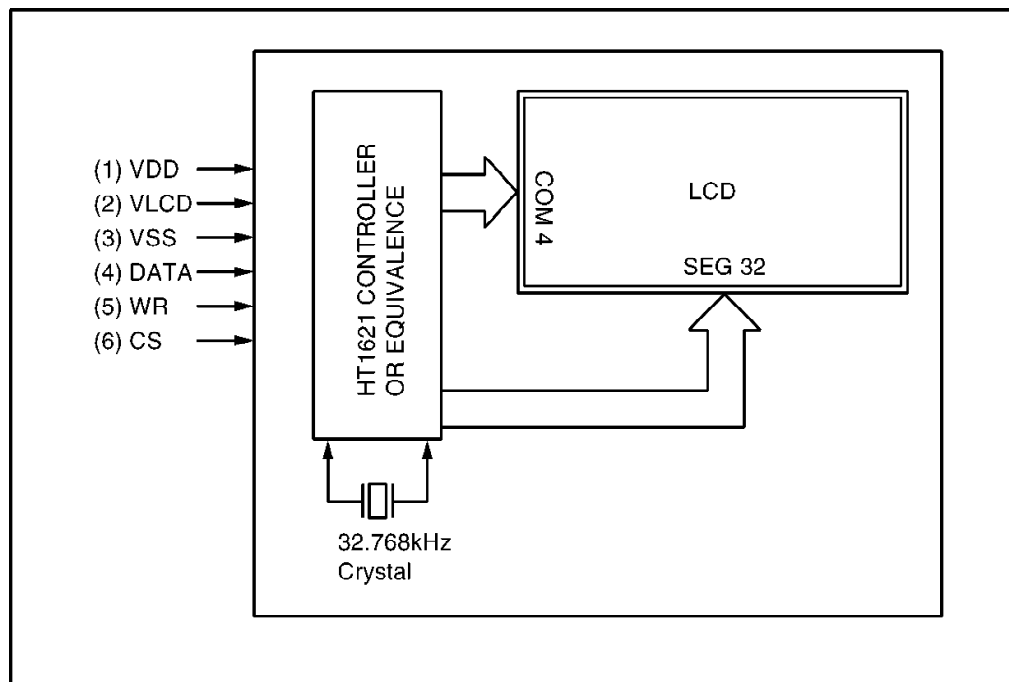 (1) VDD
(2) VLCD
(3) VSS
(4) DATA
(5) WR
(6) CS
HT1621 CONTROLLER
OR EQUIVALENCE
COM 4
LCD
SEG 32
32.768kHz
Crystal